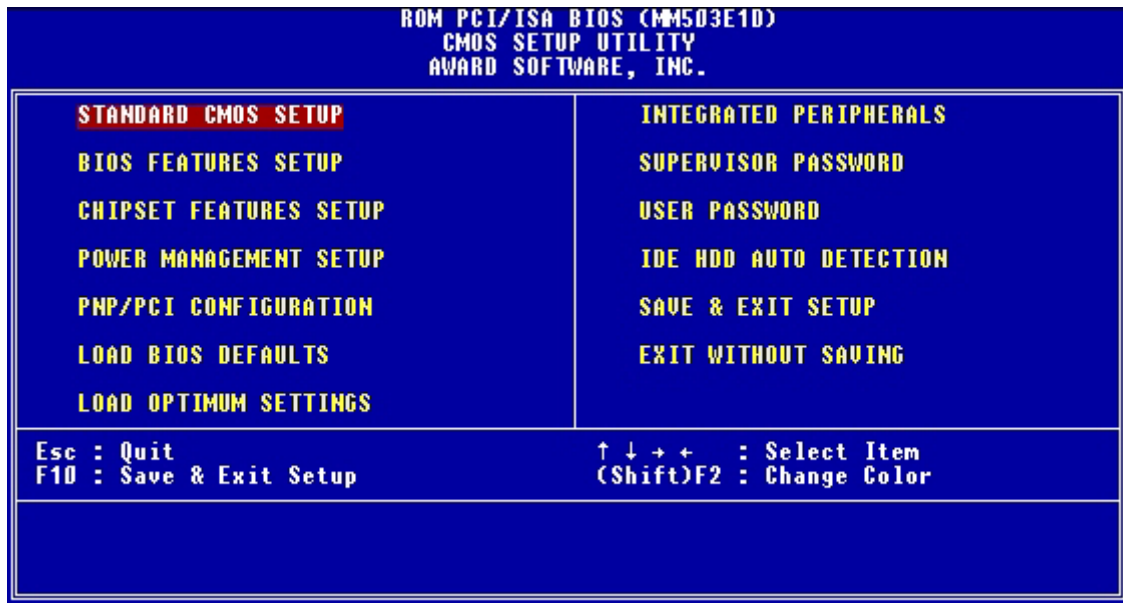 ROM PCI/ISA BIOS (MM503E1D)
CMOS SETUP UTILITY
AWARD SOFTWARE, INC.
STANDARD CMOS SETUP
BIOS FEATURES SETUP
CHIPSET FEATURES SETUP
POWER MANAGEMENT SETUP
PNP/PCI CONFIGURATION
LOAD BIOS DEFAULTS
LOAD OPTIMUM SETTINGS
INTEGRATED PERIPHERALS
SUPERVISOR PASSWORD
USER PASSWORD
IDE HDD AUTO DETECTION
SAVE & EXIT SETUP
EXIT WITHOUT SAVING
Esc : Quit
F10 : Save & Exit Setup
↑ ↓ → ← : Select Item
(Shift)F2 : Change Color